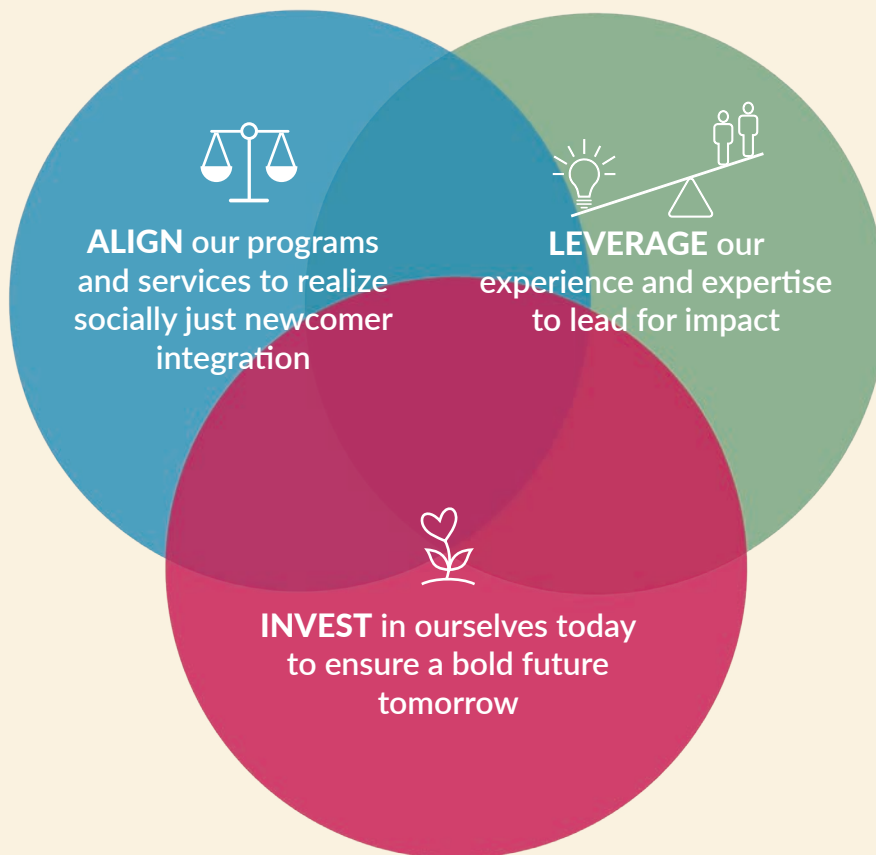 ALIGN our programs
and services to realize
socially just newcomer
integration
LEVERAGE our
experience and expertise
to lead for impact
INVEST in ourselves today
to ensure a bold future
tomorrow